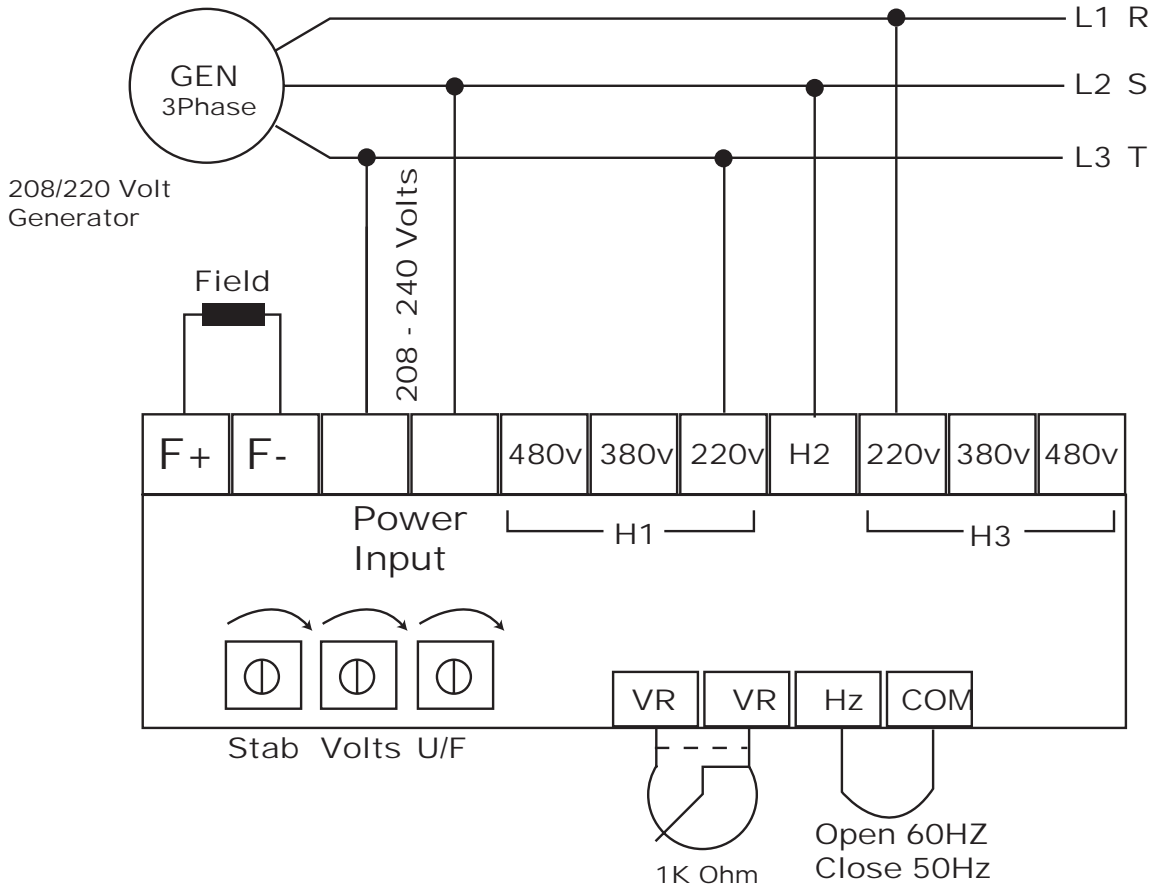 L1 R
GEN
3Phase
L2 S
L3 T
208/220 Volt
Generator
208 - 240 Volts
Field
F+ F- 480v 380v 220v H2 220v 380v 480v
Power
Input
H1
H3
VR VR Hz COM
Stab Volts U/F
Open 60HZ
Close 50Hz
1K Ohm